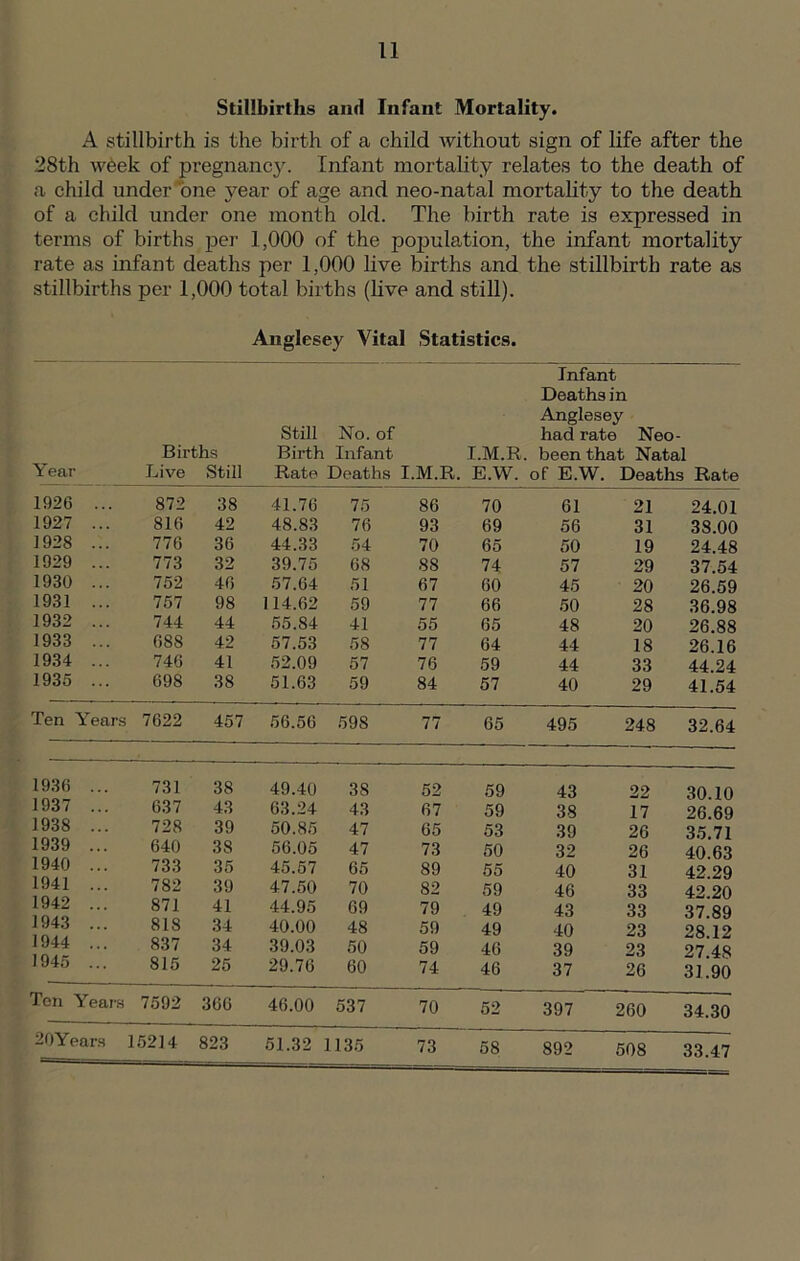 11
Stillbirths and Infant Mortality.
A stillbirth is the birth of a child without sign of life after the
28th week of pregnancy. Infant mortality relates to the death of
a child under one year of age and neo-natal mortality to the death
of a child under one month old. The birth rate is expressed in
terms of births per 1,000 of the population, the infant mortality
rate as infant deaths per 1,000 live births and the stillbirth rate as
stillbirths per 1,000 total births (live and still).
Anglesey Vital Statistics.
Infant
Deaths in
Anglesey
Still No. of had rate Neo-
Births Birth Infant I.M.R. been that Natal
Year Live Still Rate Deaths I.M.R. E.W. of E.W. Deaths Rate
1926 ... 872 38 41.76 75 86 70 61 21 24.01
1927 ... 816 42 48.83 76 93 69 56 31 38.00
1928 ... 776 36 44.33 54 70 65 50 19 24.48
1929 ... 773 32 39.75 68 88 74 57 29 37.54
1930 ... 752 46 57.64 51 67 60 45 20 26.59
1931 ... 757 98 114.62 59 77 66 50 28 36.98
1932 ... 744 44 55.84 41 55 65 48 20 26.88
1933 ... 688 42 57.53 58 77 64 44 18 26.16
1934 ... 746 41 52.09 57 76 59 44 33 44.24
1935 ... 698 38 51.63 59 84 57 40 29 41.54
Ten Years 7622 457 56.56 598 77 65 495 248 32.64
1936 ... 731 38 49.40 38 52 59 43 22 30.10
1937 ... 637 43 63.24 43 67 59 38 17 26.69
1938 ... 728 39 50.85 47 65 53 39 26 35.71
1939 ... 640 38 56.05 47 73 50 32 26 40.63
1940 ... 733 35 45.57 65 89 55 40 31 42.29
1941 ... 782 39 47.50 70 82 59 46 33 42.20
1942 ... 871 41 44.95 69 79 49 43 33 37.89
1943 ... 818 34 40.00 48 59 49 40 23 28.12
1944 ... 837 34 39.03 50 59 46 39 23 27.48
1945 ... 815 25 29.76 60 74 46 37 26 31.90
Ten Years 7592 366 46.00 537 70 52 397 260 34.30
20Years 15214 823 51.32 1135 73 58 892 508 33.47